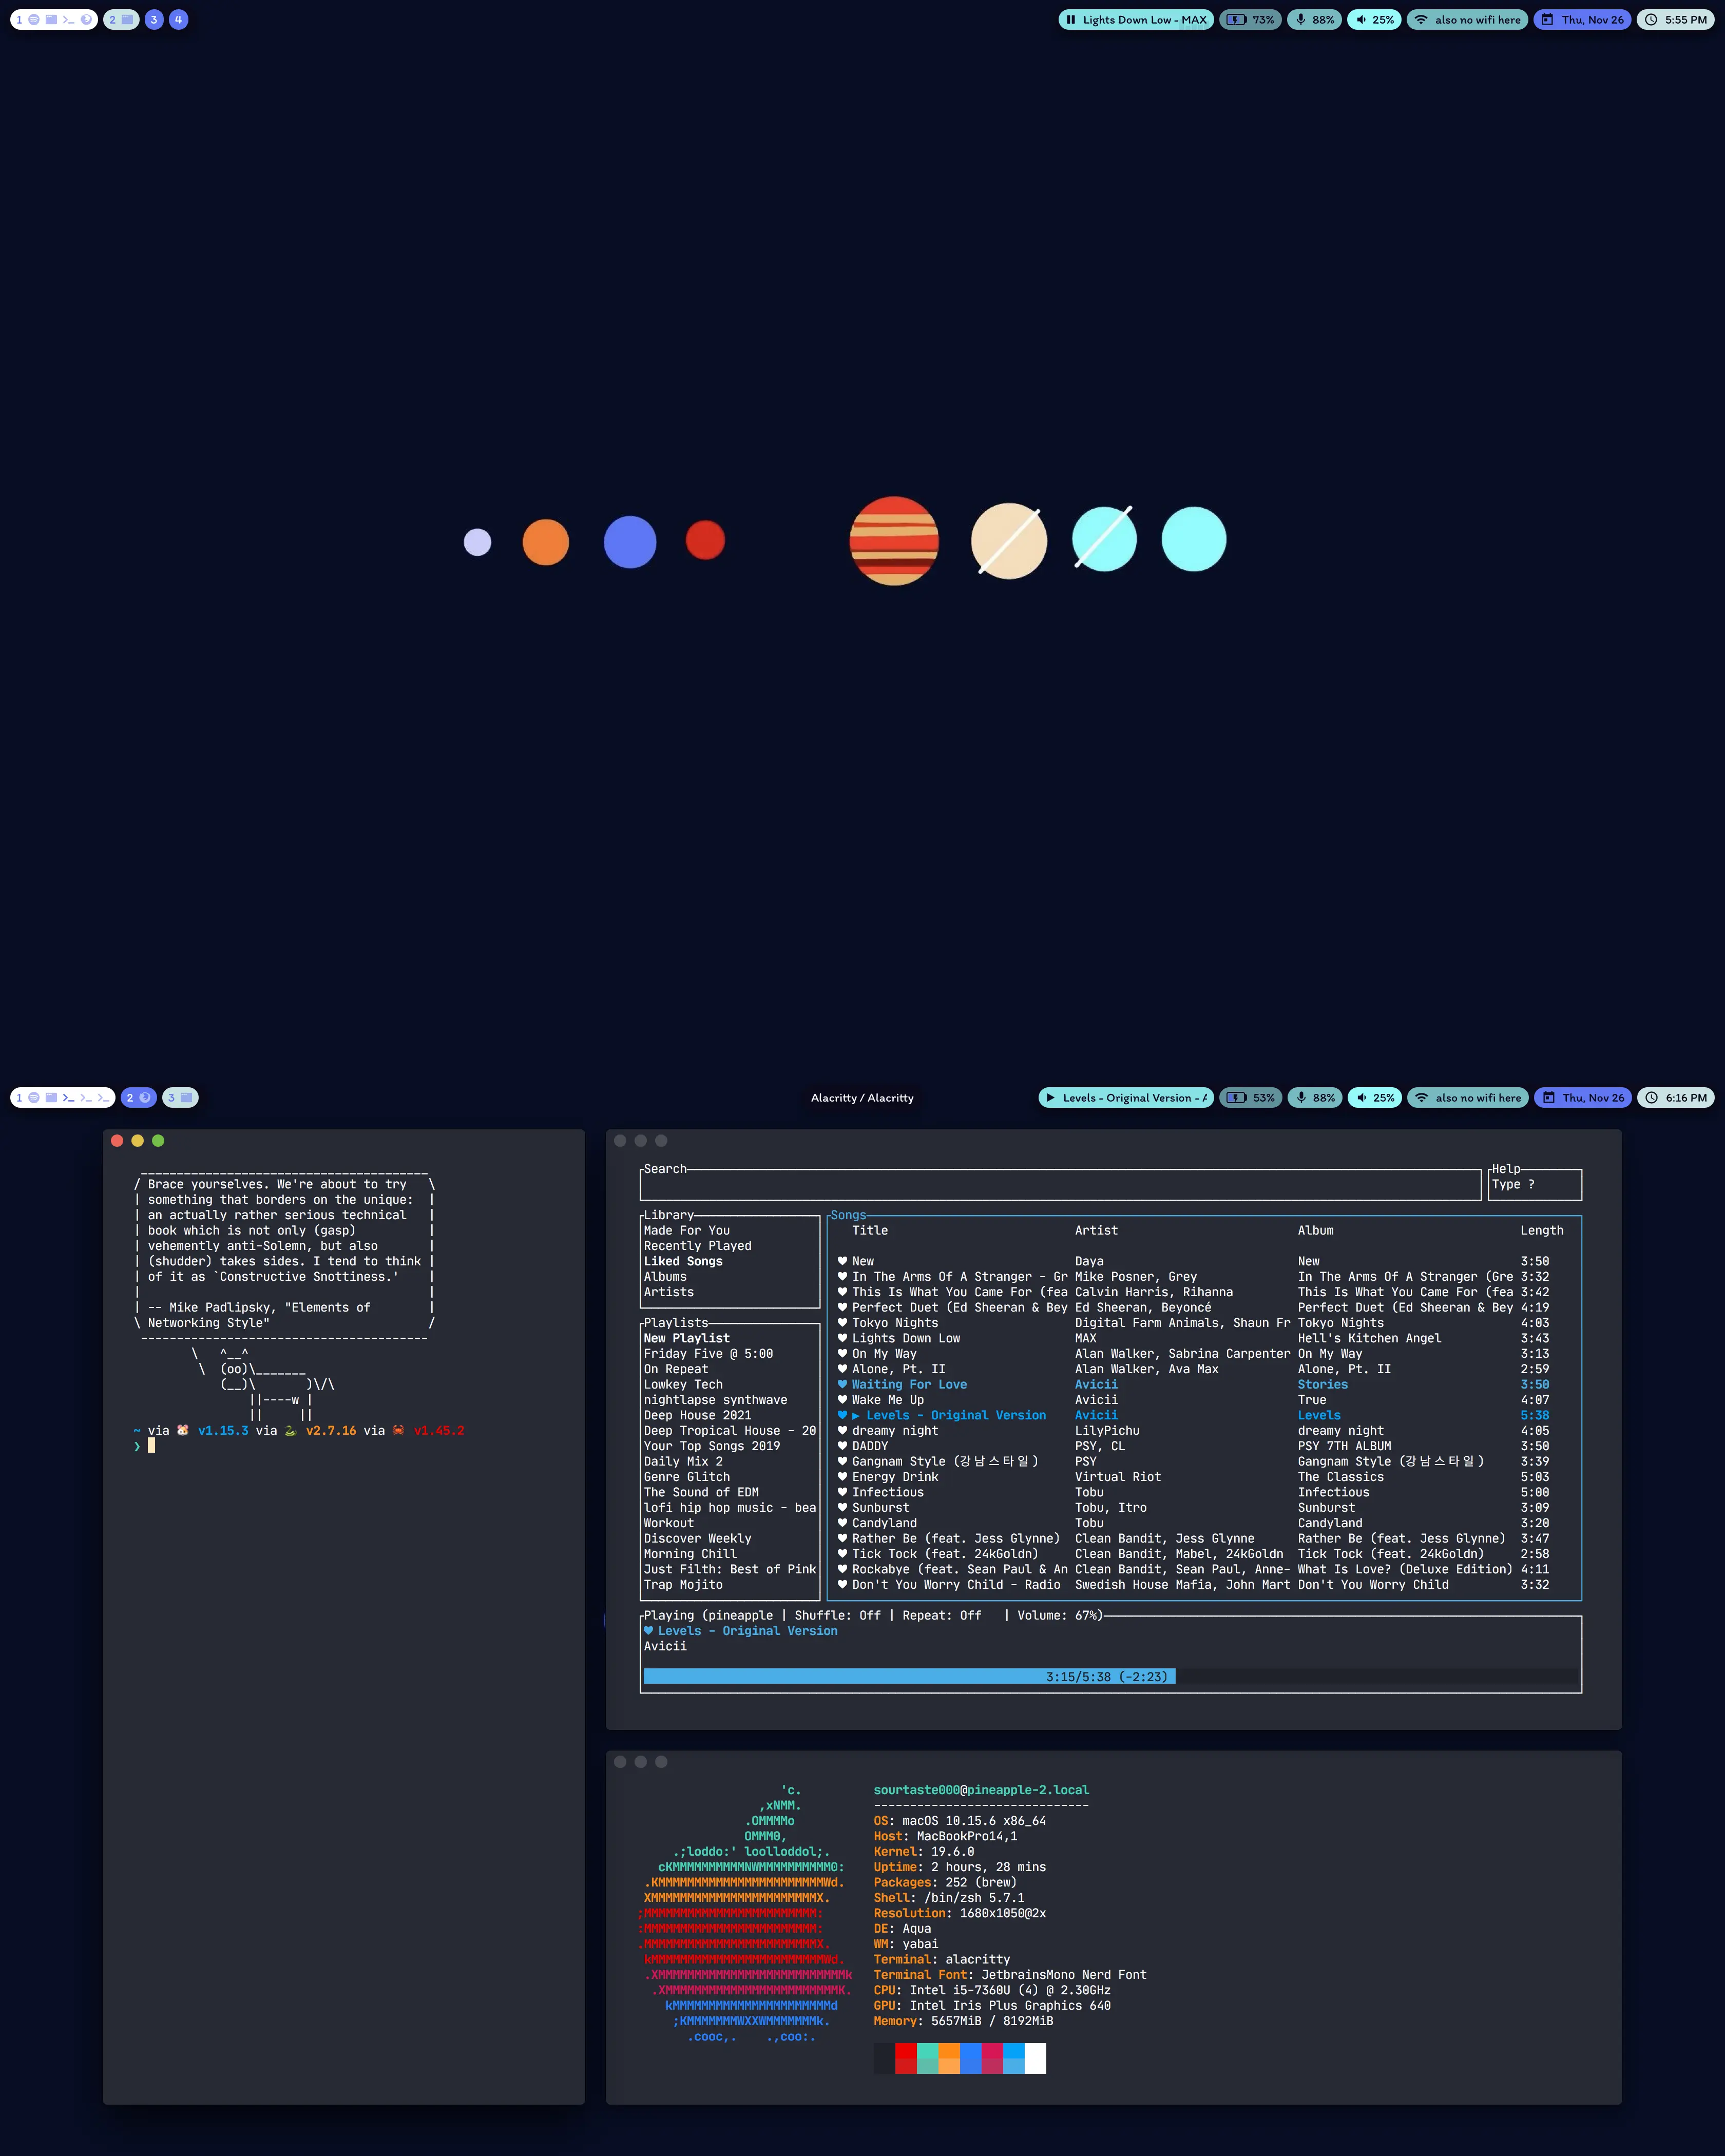 1 2 3 4 Lights Down Low - MAX 73% 88% 25% also no wifi here Thu, Nov 26 5:55 PM
1 2 3 Alacritty / Alacritty Levels - Original Version - A 53% 88% 25% also no wifi here Thu, Nov 26 6:16 PM
Brace yourselves. We're about to try
something that borders on the unique:
an actually rather serious technical
book which is not only (gasp)
vehemently anti-Solemn, but also
(shudder) takes sides. I tend to think
of it as `Constructive Snottiness.'
-- Mike Padlipsky, "Elements of
Networking Style"
\ ^__^
\ (oo)\_______
(__)\ )\/\
||----w |
|| ||
~ via 🐹 v1.15.3 via 🐍 v2.7.16 via 🦀 v1.45.2
❯
Search
Help
Type ?
Library
Made For You
Recently Played
Liked Songs
Albums
Artists
Playlists
New Playlist
Friday Five @ 5:00
On Repeat
Lowkey Tech
nightlapse synthwave
Deep House 2021
Deep Tropical House - 20
Your Top Songs 2019
Daily Mix 2
Genre Glitch
The Sound of EDM
lofi hip hop music - bea
Workout
Discover Weekly
Morning Chill
Just Filth: Best of Pink
Trap Mojito
Songs
Title Artist Album Length
♥ New Daya New 3:50
♥ In The Arms Of A Stranger - Gr Mike Posner, Grey In The Arms Of A Stranger (Gre 3:32
♥ This Is What You Came For (fea Calvin Harris, Rihanna This Is What You Came For (fea 3:42
♥ Perfect Duet (Ed Sheeran & Bey Ed Sheeran, Beyoncé Perfect Duet (Ed Sheeran & Bey 4:19
♥ Tokyo Nights Digital Farm Animals, Shaun Fr Tokyo Nights 4:03
♥ Lights Down Low MAX Hell's Kitchen Angel 3:43
♥ On My Way Alan Walker, Sabrina Carpenter On My Way 3:13
♥ Alone, Pt. II Alan Walker, Ava Max Alone, Pt. II 2:59
♥ Waiting For Love Avicii Stories 3:50
♥ Wake Me Up Avicii True 4:07
♥ ▶ Levels - Original Version Avicii Levels 5:38
♥ dreamy night LilyPichu dreamy night 4:05
♥ DADDY PSY, CL PSY 7TH ALBUM 3:50
♥ Gangnam Style (강남스타일) PSY Gangnam Style (강남스타일) 3:39
♥ Energy Drink Virtual Riot The Classics 5:03
♥ Infectious Tobu Infectious 5:00
♥ Sunburst Tobu, Itro Sunburst 3:09
♥ Candyland Tobu Candyland 3:20
♥ Rather Be (feat. Jess Glynne) Clean Bandit, Jess Glynne Rather Be (feat. Jess Glynne) 3:47
♥ Tick Tock (feat. 24kGoldn) Clean Bandit, Mabel, 24kGoldn Tick Tock (feat. 24kGoldn) 2:58
♥ Rockabye (feat. Sean Paul & An Clean Bandit, Sean Paul, Anne- What Is Love? (Deluxe Edition) 4:11
♥ Don't You Worry Child - Radio Swedish House Mafia, John Mart Don't You Worry Child 3:32
Playing (pineapple | Shuffle: Off | Repeat: Off | Volume: 67%)
♥ Levels - Original Version
Avicii
3:15/5:38 (-2:23)
'c.
,xNMM.
.OMMMMo
OMMM0,
.;loddo:' loolloddol;.
cKMMMMMMMMMMNWMMMMMMMMMM0:
.KMMMMMMMMMMMMMMMMMMMMMMMWd.
XMMMMMMMMMMMMMMMMMMMMMMMX.
;MMMMMMMMMMMMMMMMMMMMMMMM:
:MMMMMMMMMMMMMMMMMMMMMMMM:
.MMMMMMMMMMMMMMMMMMMMMMMMX.
kMMMMMMMMMMMMMMMMMMMMMMMMWd.
.XMMMMMMMMMMMMMMMMMMMMMMMMMMk
.XMMMMMMMMMMMMMMMMMMMMMMMMK.
kMMMMMMMMMMMMMMMMMMMMMMd
;KMMMMMMMWXXWMMMMMMMk.
.cooc,. .,coo:.
sourtaste000@pineapple-2.local
------------------------------
OS: macOS 10.15.6 x86_64
Host: MacBookPro14,1
Kernel: 19.6.0
Uptime: 2 hours, 28 mins
Packages: 252 (brew)
Shell: /bin/zsh 5.7.1
Resolution: 1680x1050@2x
DE: Aqua
WM: yabai
Terminal: alacritty
Terminal Font: JetbrainsMono Nerd Font
CPU: Intel i5-7360U (4) @ 2.30GHz
GPU: Intel Iris Plus Graphics 640
Memory: 5657MiB / 8192MiB